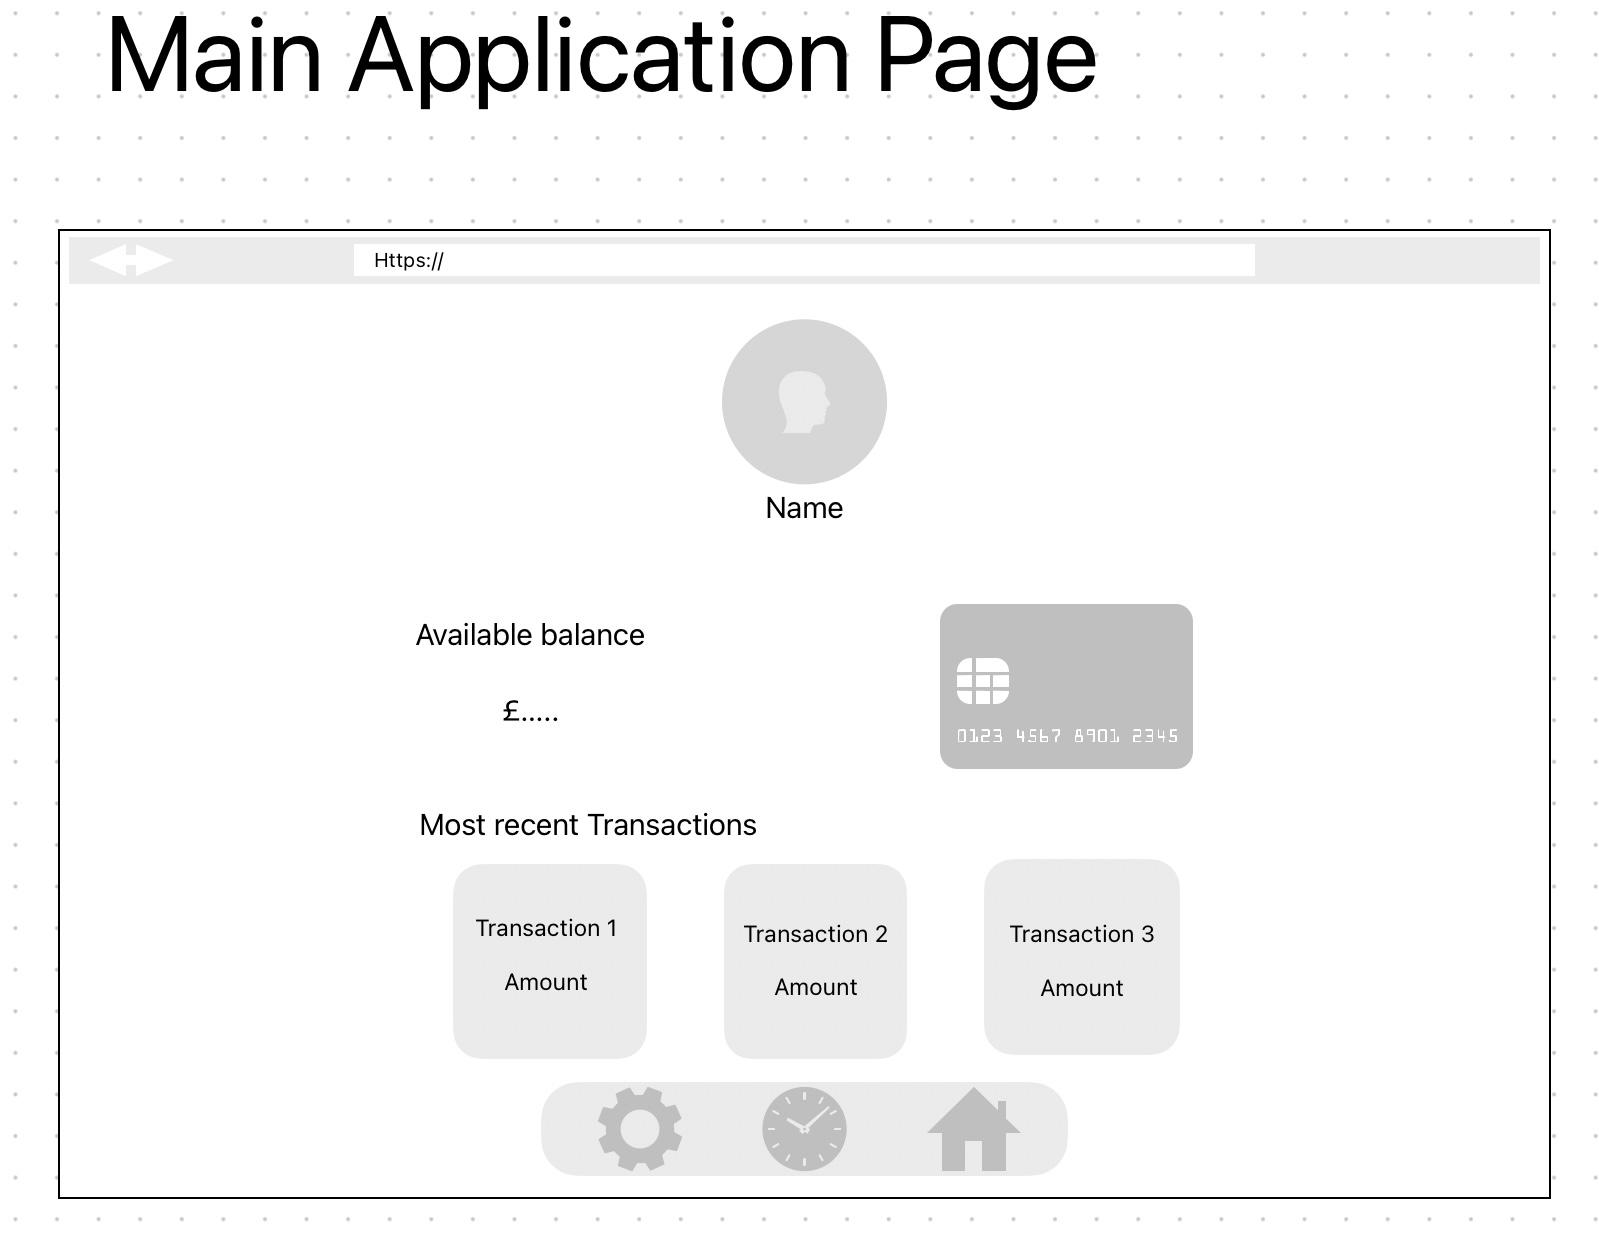 Main Application Page
Https://
Name
Available balance
£.....
0123 4567 8901 2345
Most recent Transactions
Transaction 1
Amount
Transaction 2
Amount
Transaction 3
Amount